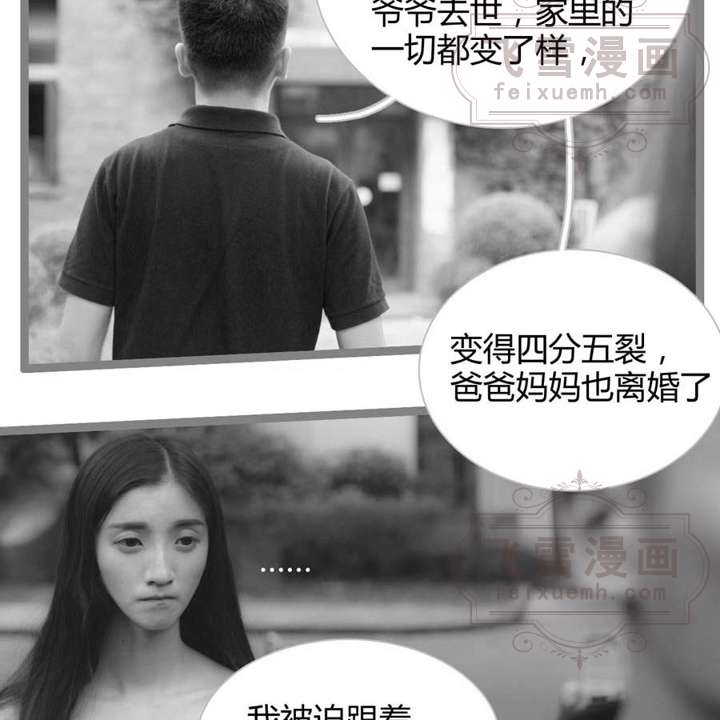 爷爷去世，家里的
一切都变了样，
飞雪漫画
feixuemh.com
变得四分五裂，
爸爸妈妈也离婚了
……
飞雪漫画
feixuemh.com
我被迫跟着